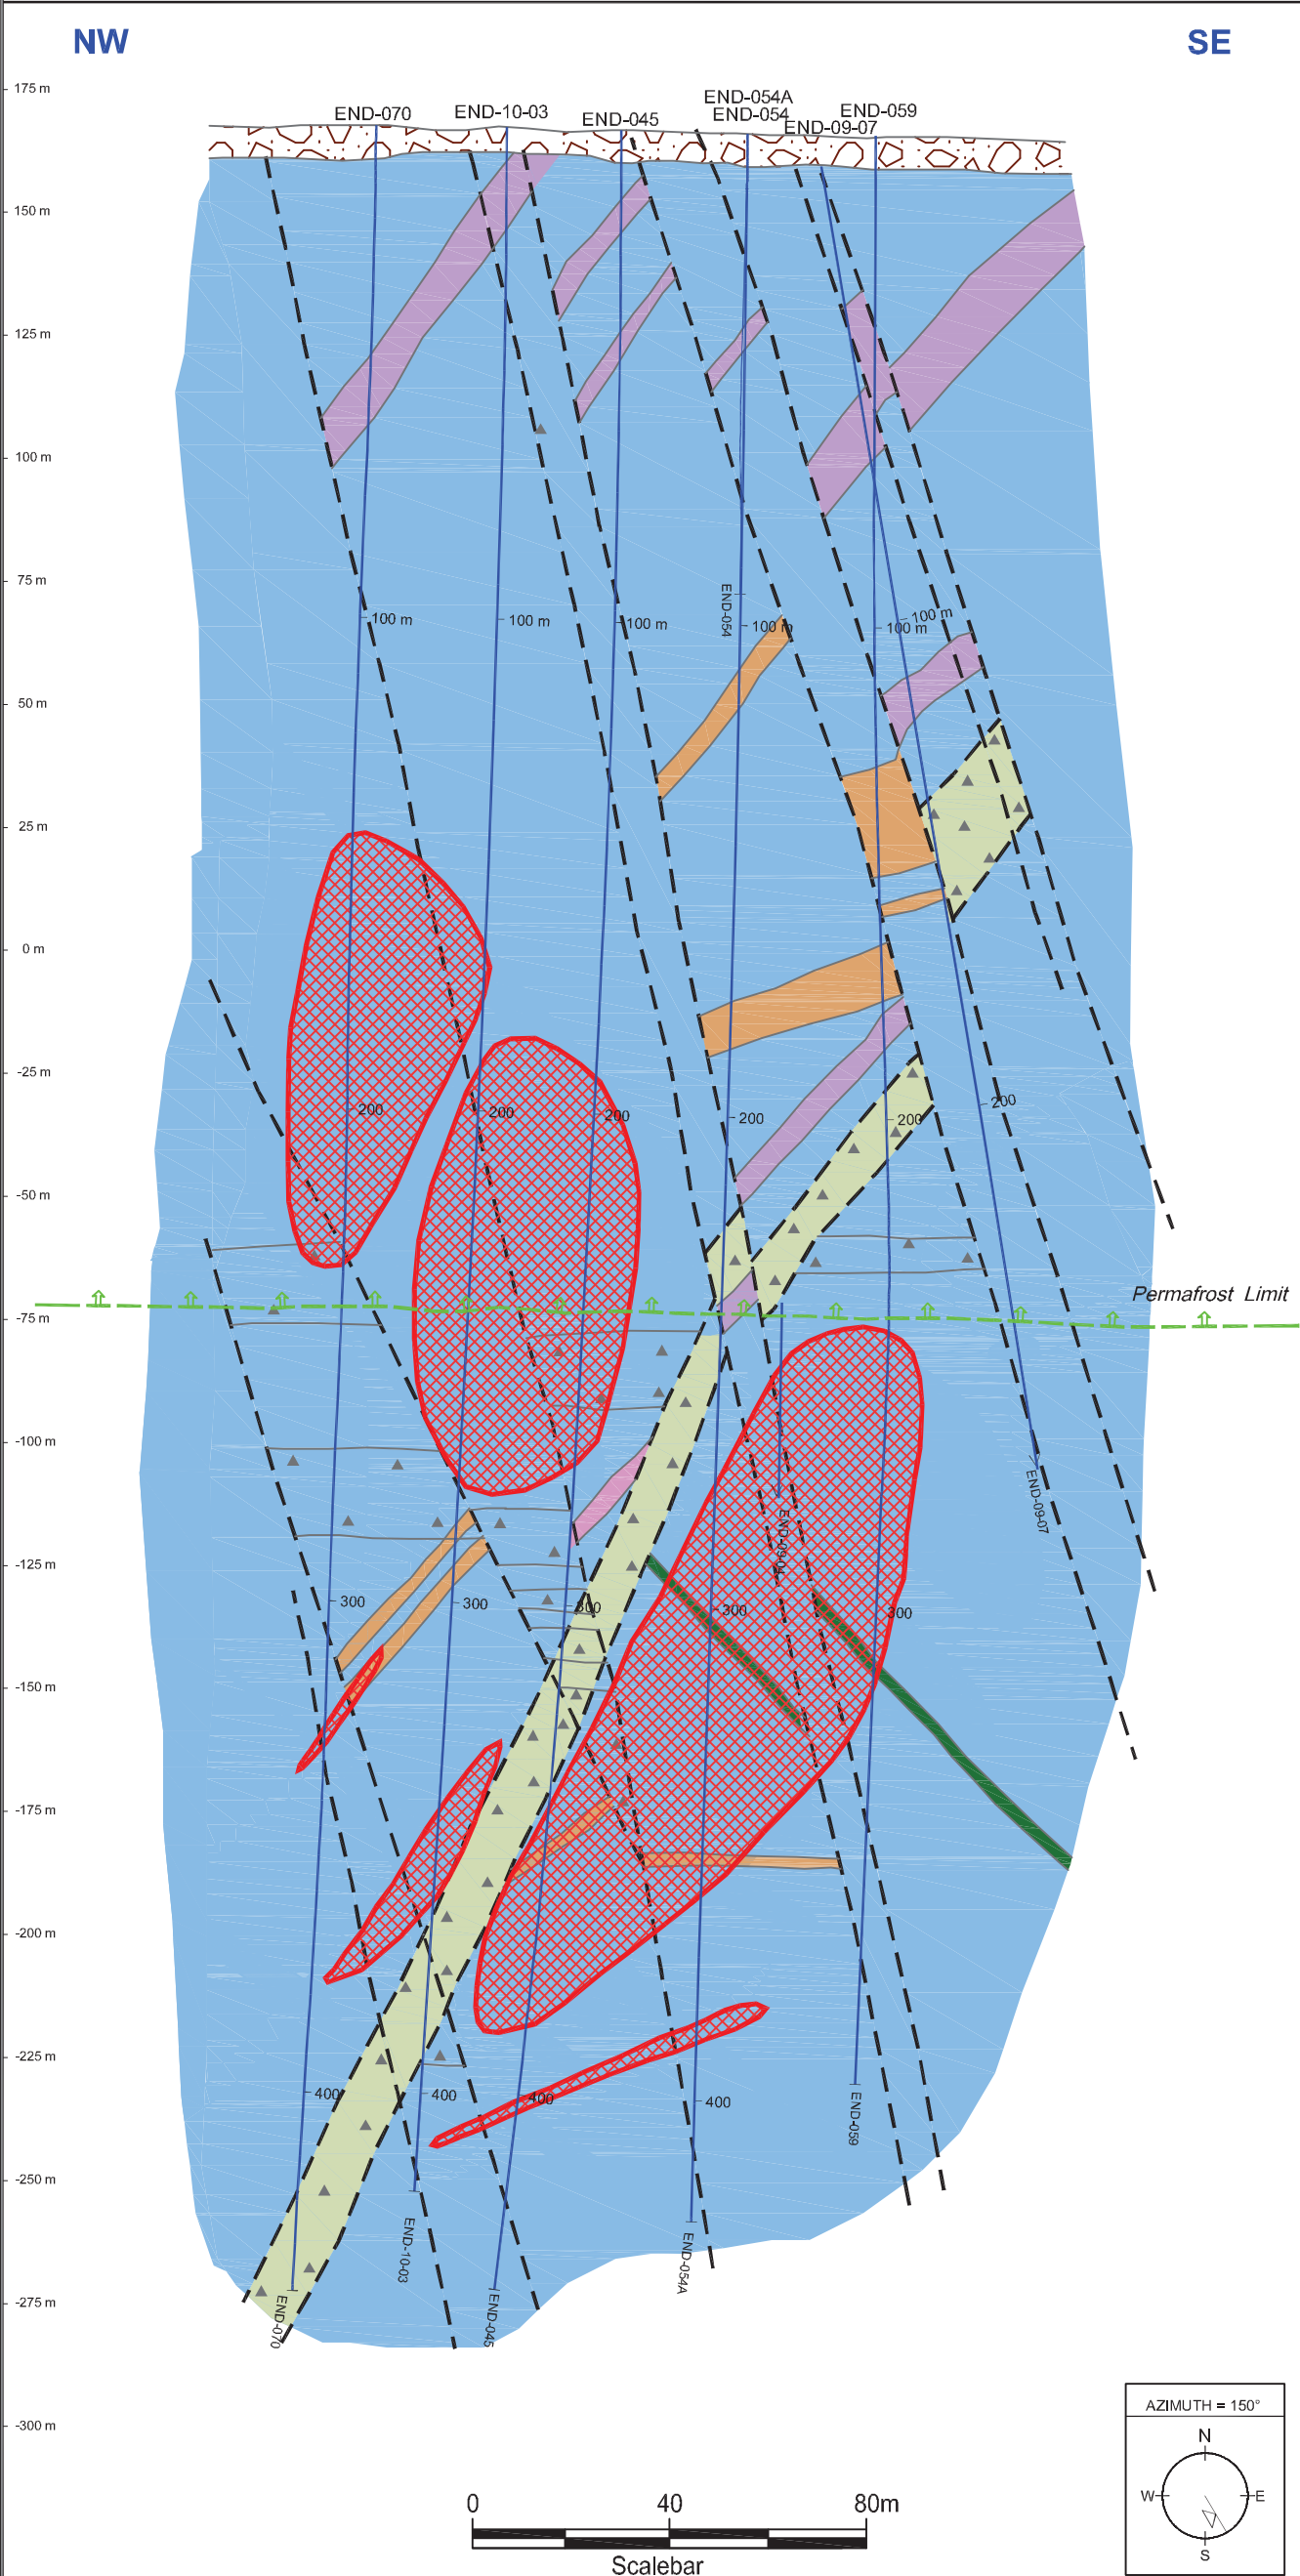 NW SE
175 m
END-054A
END-070 END-10-03 END-045 END-054 END-059
END-09-07
150 m
125 m
100 m
75 m
END-054
100 m 100 m 100 m 100 m 100 m 100 m
50 m
25 m
0 m
-25 m
200 200 200 200 200 200
-50 m
Permafrost Limit
-75 m
-100 m
END-09-07
-125 m
300 300 300 300 300
-150 m
-175 m
-200 m
-225 m
400 400 400 400
END-059
-250 m
END-10-03
END-054A
-275 m
END-070
END-045
-300 m
AZIMUTH = 150°
N
W E
S
0 40 80m
Scalebar